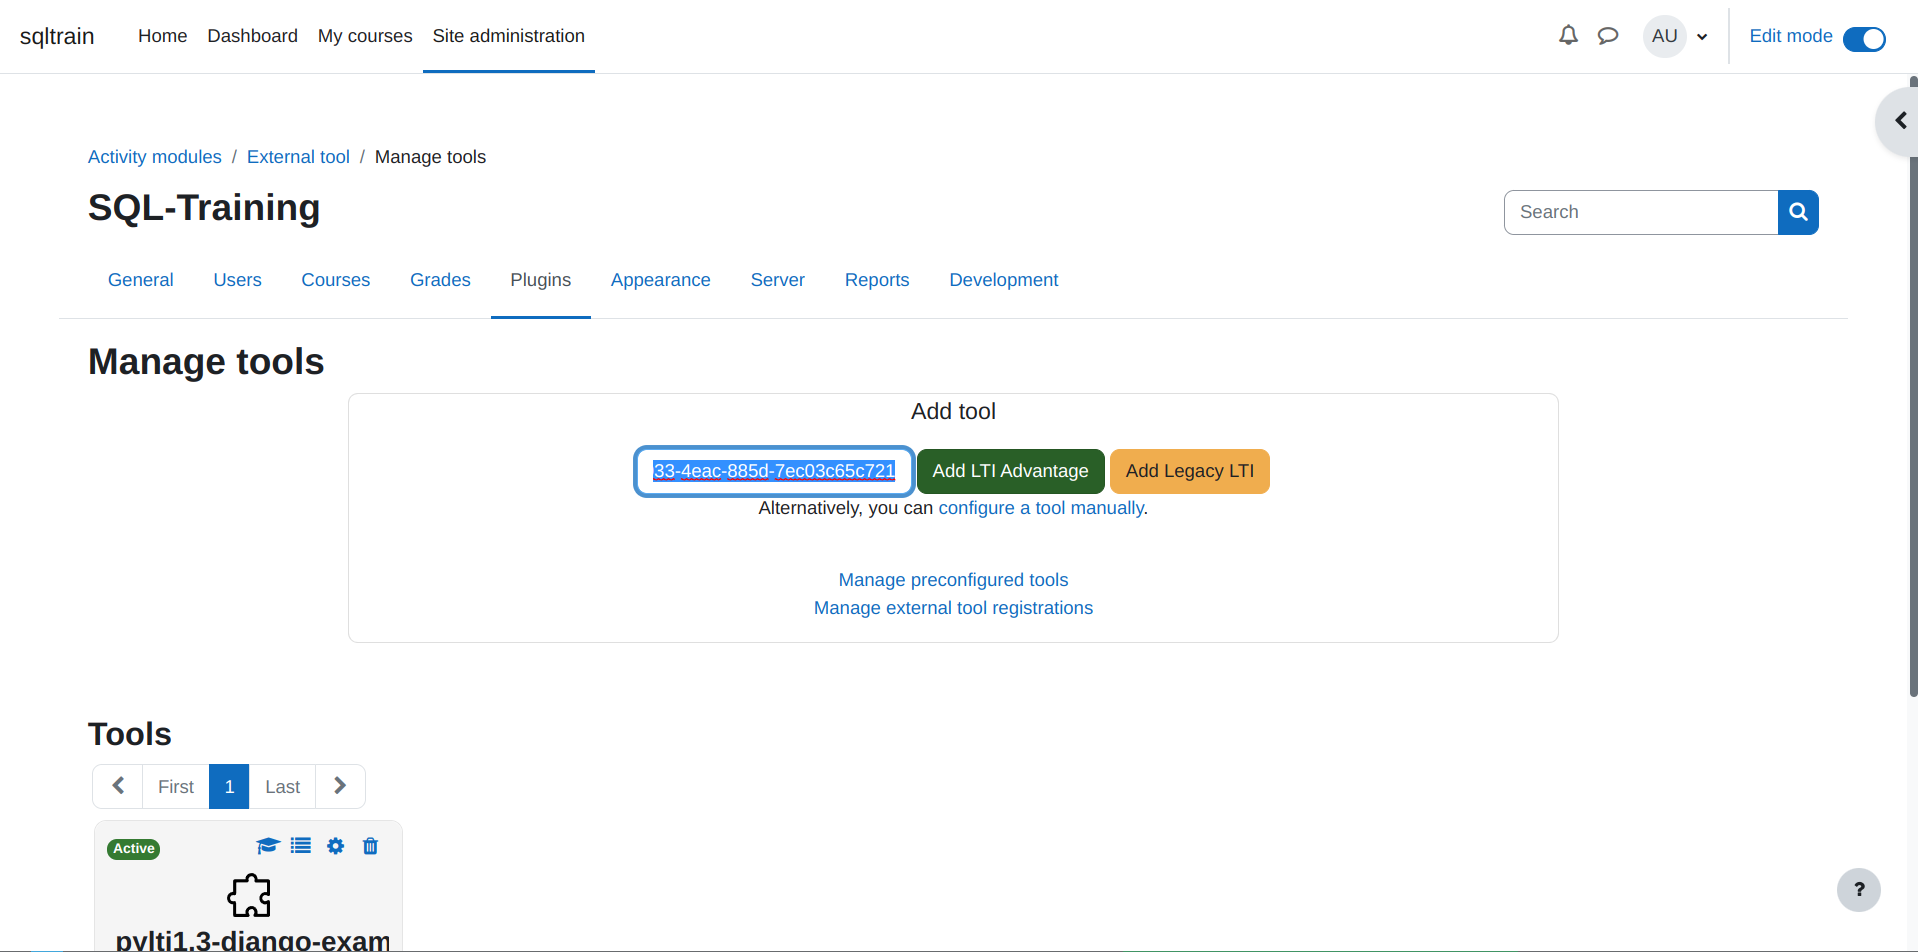 sqltrain Home Dashboard My courses Site administration AU Edit mode
Activity modules / External tool / Manage tools
SQL-Training
Search
General Users Courses Grades Plugins Appearance Server Reports Development
Manage tools
Add tool
33-4eac-885d-7ec03c65c721 Add LTI Advantage Add Legacy LTI
Alternatively, you can configure a tool manually.
Manage preconfigured tools
Manage external tool registrations
Tools
First 1 Last
Active
?
pylti1.3-django-exam